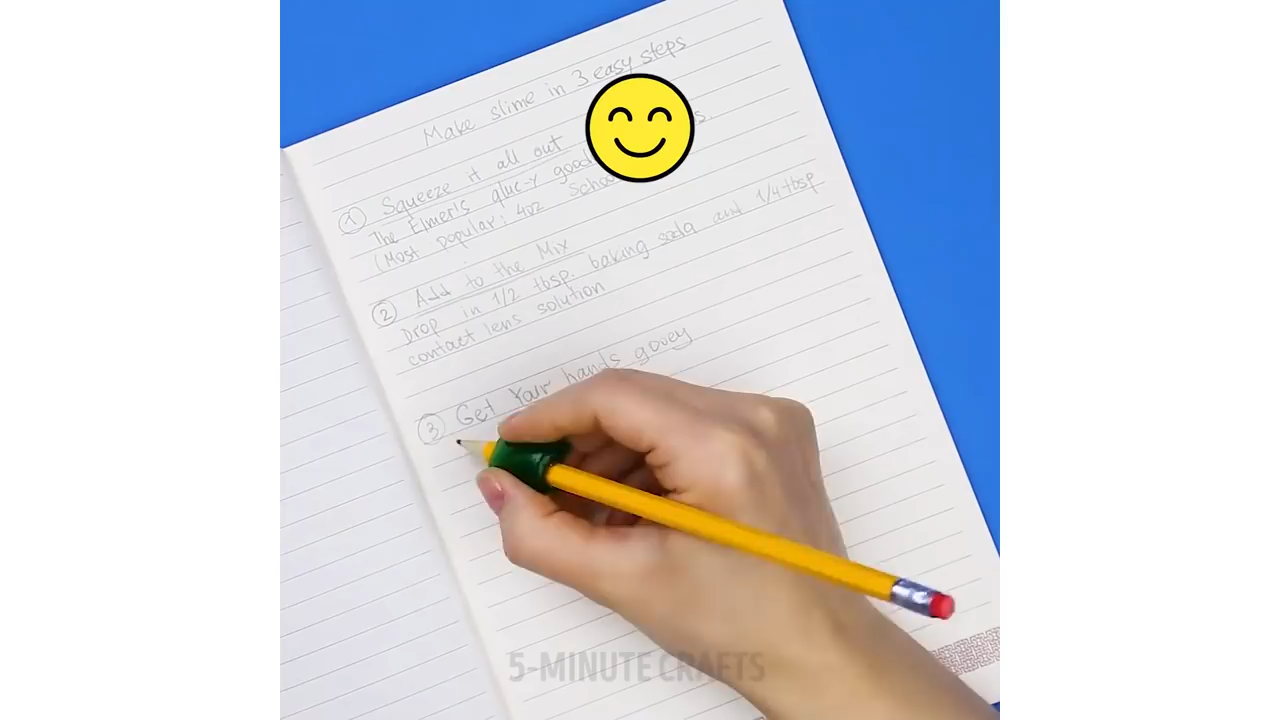 Make slime in 3 easy steps
① Squeeze it all out s.
The Elmer's glue-y good
(Most popular: 4oz Schoo
② Add to the Mix
Drop in 1/2 tbsp. baking soda and 1/4 tbsp
contact lens solution
③ Get Your hands gooey
5-MINUTE CRAFTS